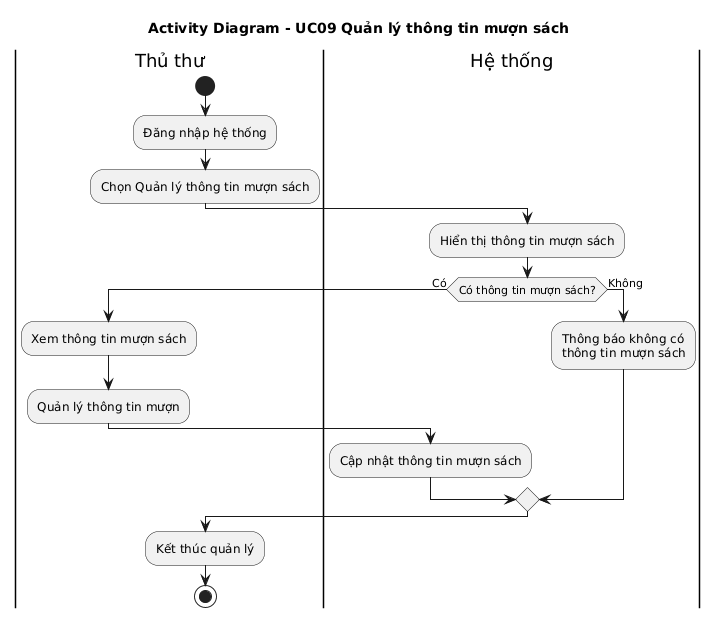 Activity Diagram - UC09 Quản lý thông tin mượn sách
Thủ thư
Hệ thống
Đăng nhập hệ thống
Chọn Quản lý thông tin mượn sách
Hiển thị thông tin mượn sách
Có
Có thông tin mượn sách?
Không
Xem thông tin mượn sách
Thông báo không có
thông tin mượn sách
Quản lý thông tin mượn
Cập nhật thông tin mượn sách
Kết thúc quản lý